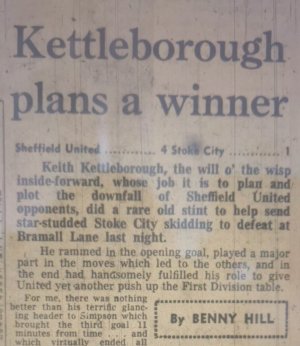 Kettleborough
plans a winner
Sheffield United ............ 4 Stoke City ............ 1
Keith Kettleborough, the will o' the wisp
inside-forward, whose job it is to plan and
plot the downfall of Sheffield United
opponents, did a rare old stint to help send
star-studded Stoke City skidding to defeat at
Bramall Lane last night.
He rammed in the opening goal, played a major
part in the moves which led to the others, and in
the end had handsomely fulfilled his role to give
United yet another push up the First Division table.
For me, there was nothing
better than his terrific glanc-
ing header to Simpson which
brought the third goal 11
minutes from time . . . and
which virtually ended all
By BENNY HILL